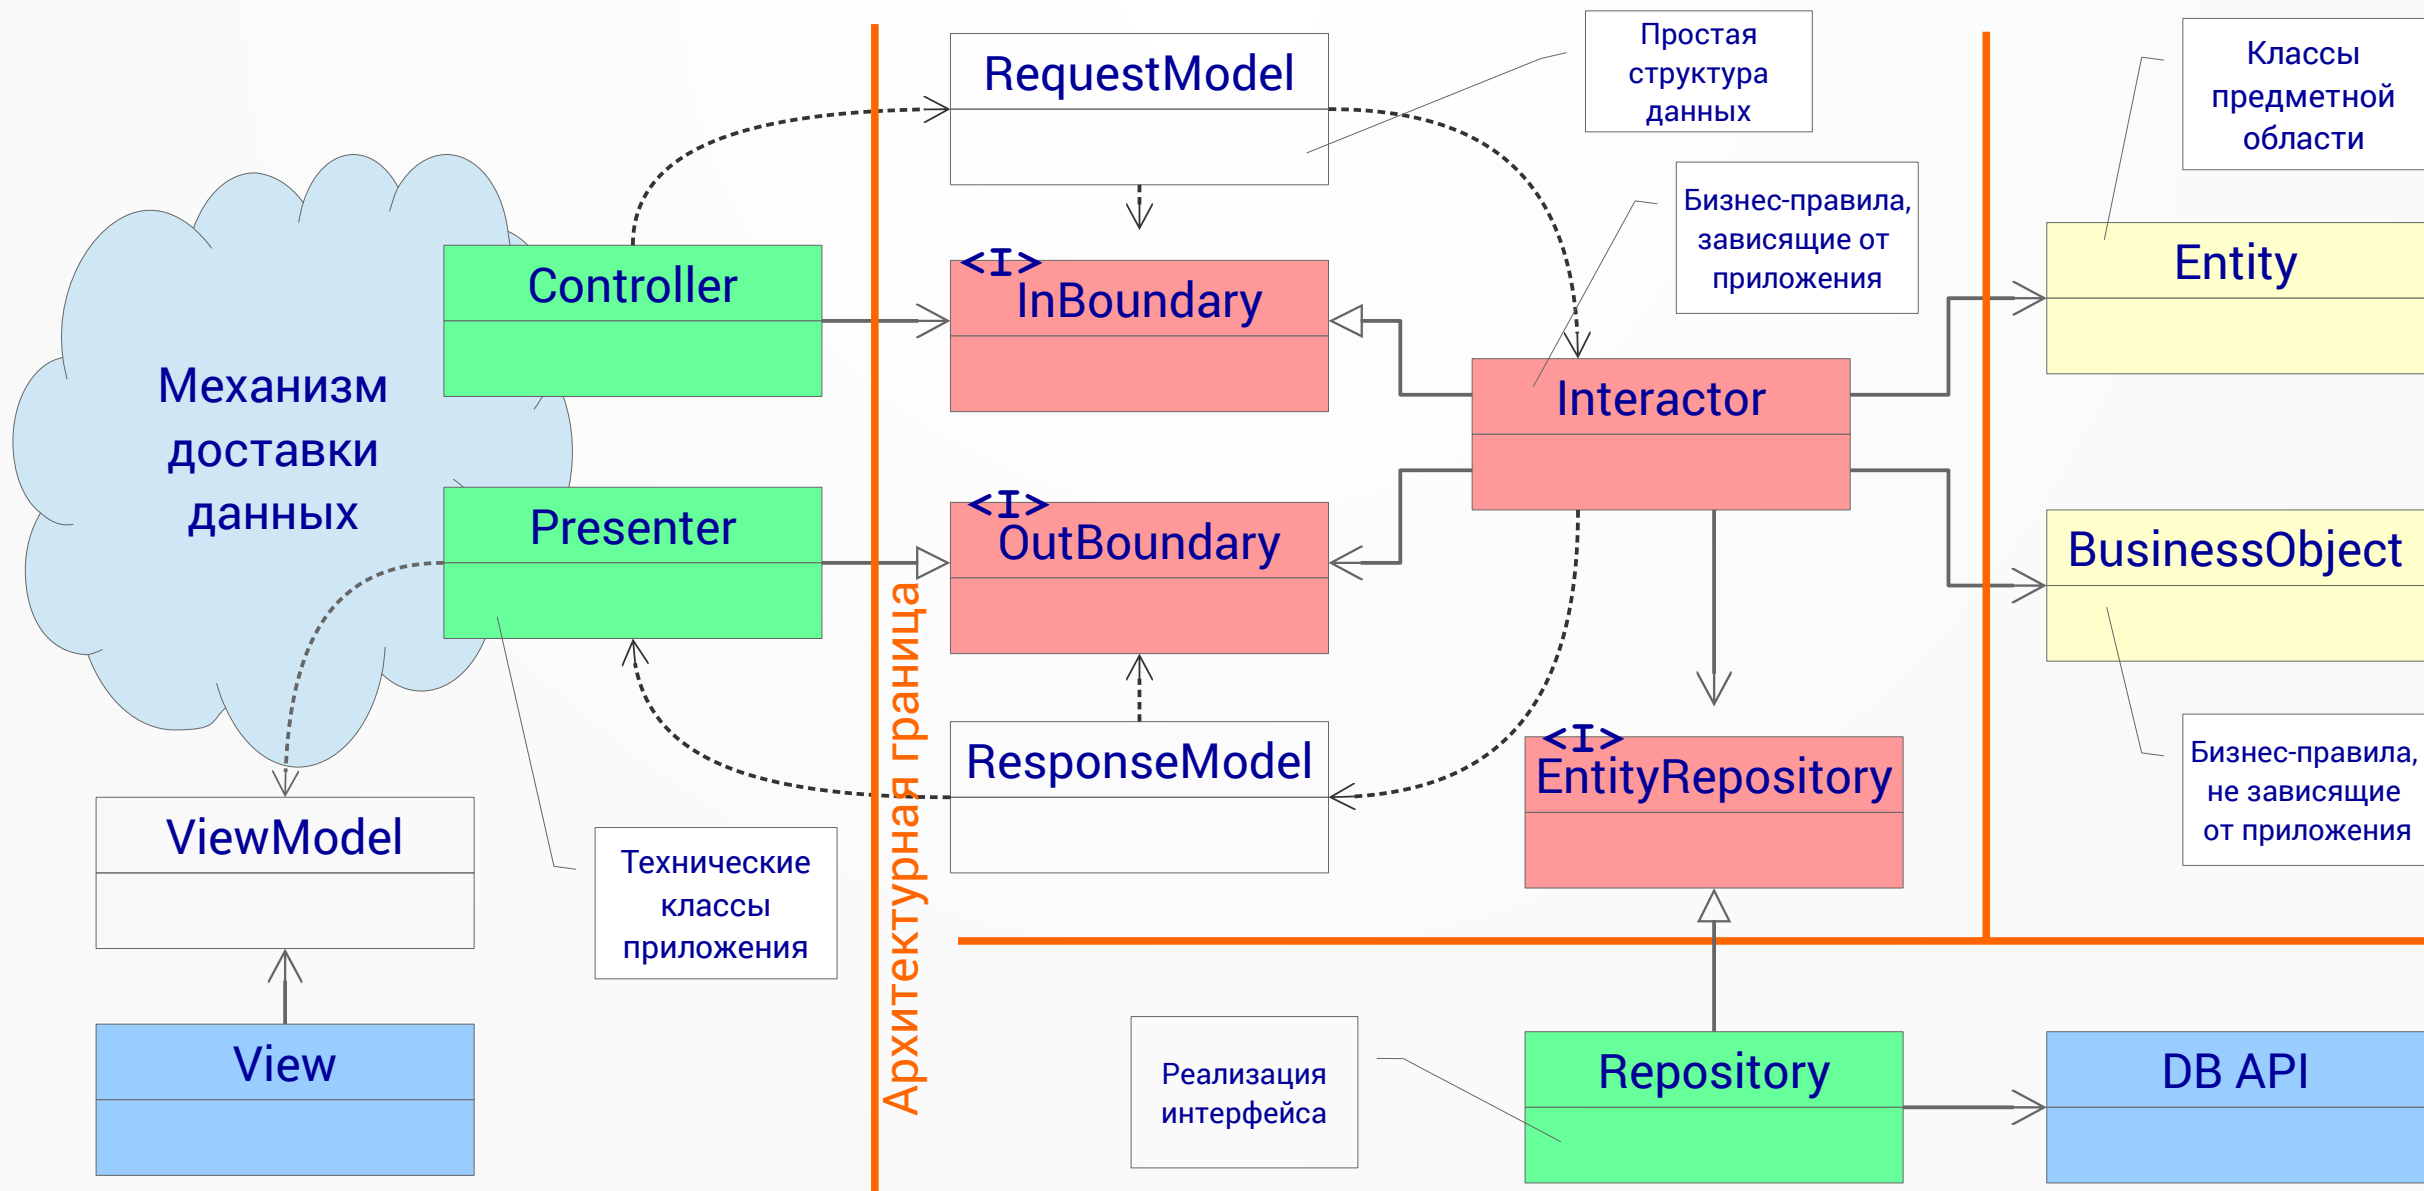 RequestModel
Простая
структура
данных
Классы
предметной
области
Бизнес-правила,
зависящие от
приложения
Controller
<I>
InBoundary
Entity
Механизм
доставки
данных
Interactor
Presenter
<I>
OutBoundary
BusinessObject
Архитектурная граница
ResponseModel
<I>
EntityRepository
Бизнес-правила,
не зависящие
от приложения
ViewModel
Технические
классы
приложения
View
Реализация
интерфейса
Repository
DB API